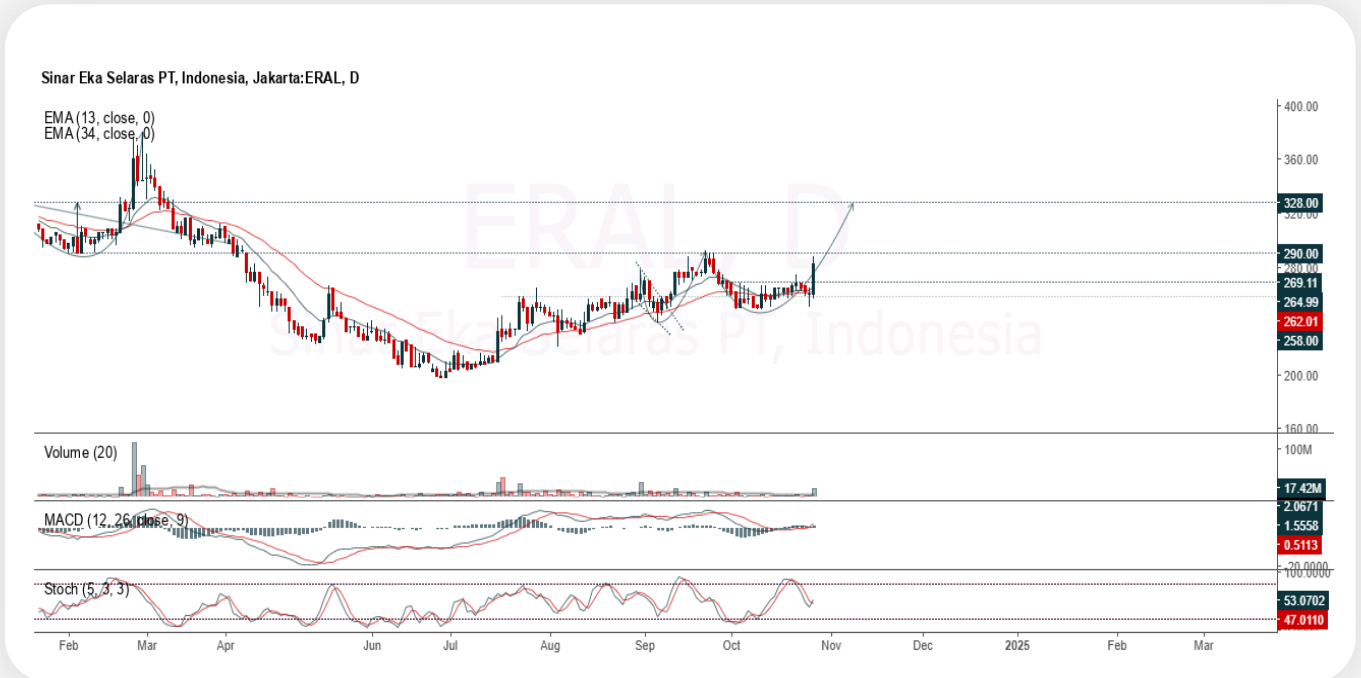 Sinar Eka Selaras PT, Indonesia, Jakarta:ERAL, D
EMA (13, close, 0)
EMA (34, close, 0)
ERAL, D
Sinar Eka Selaras PT, Indonesia
400.00
360.00
328.00
320.00
290.00
280.00
269.11
264.99
262.01
258.00
200.00
160.00
Volume (20)
100M
17.42M
MACD (12, 26, close, 9)
2.0671
1.5558
0.5113
-20.0000
100.0000
Stoch (5, 3, 3)
53.0702
47.0110
Feb Mar Apr Jun Jul Aug Sep Oct Nov Dec 2025 Feb Mar